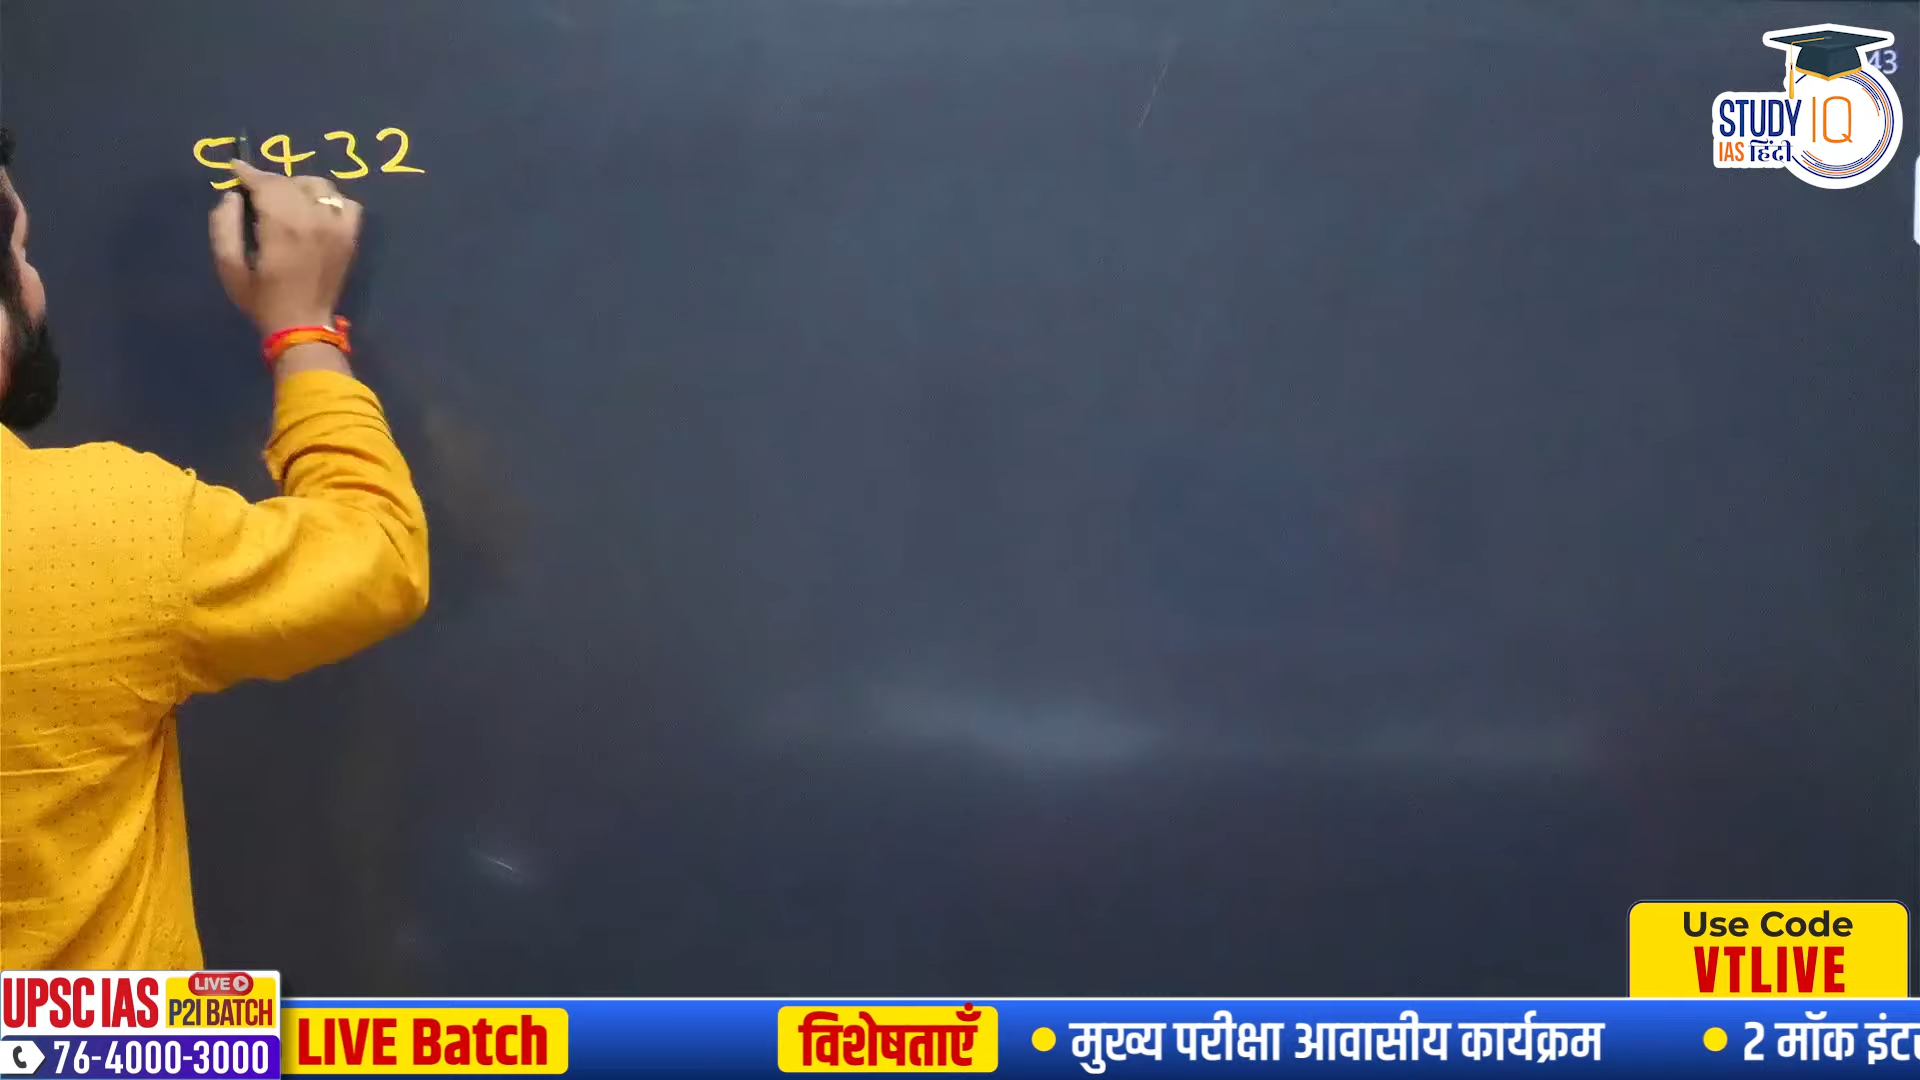 43
STUDY IQ
IAS हिंदी
5432
Use Code
VTLIVE
UPSC IAS LIVE P2I BATCH
76-4000-3000
LIVE Batch विशेषताएँ • मुख्य परीक्षा आवासीय कार्यक्रम • 2 मॉक